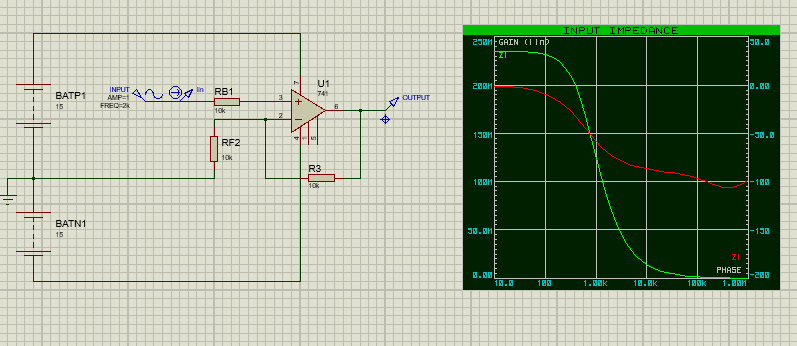 BATP1
15
INPUT
AMP=1
FREQ=2k
Iin
RB1
10k
U1
741
7
3
2
6
4
1
5
OUTPUT
RF2
10k
R3
10k
BATN1
15
INPUT IMPEDANCE
GAIN (lin)
ZI
250M
200M
150M
100M
50.0M
0.00
50.0
0.00
-50
-100
-150
-200
ZI
PHASE
10.0
100
1.00k
10.0k
100k
1.00M